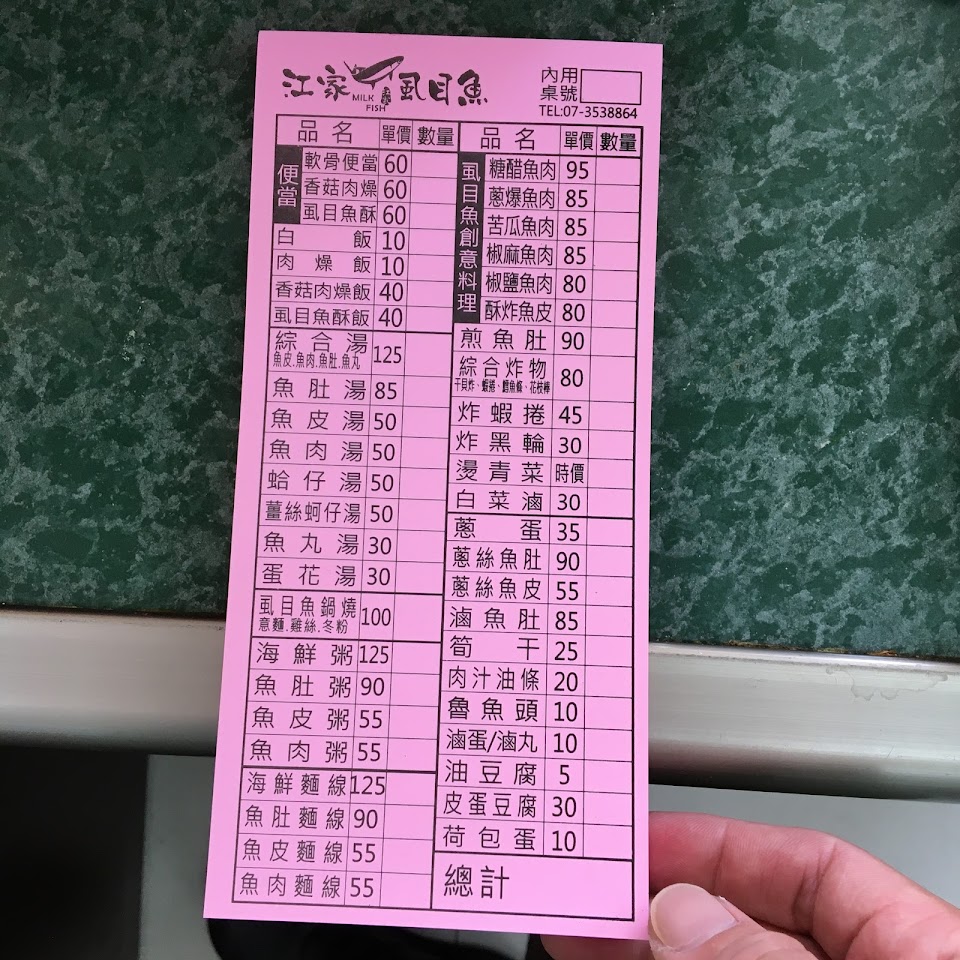 江家 虱目魚
MILK FISH
內用桌號
TEL:07-3538864
品名 單價 數量
便當
軟骨便當 60
香菇肉燥 60
虱目魚酥 60
白飯 10
肉燥飯 10
香菇肉燥飯 40
虱目魚酥飯 40
綜合湯 125
魚皮.魚肉.魚肚.魚丸
魚肚湯 85
魚皮湯 50
魚肉湯 50
蛤仔湯 50
薑絲蚵仔湯 50
魚丸湯 30
蛋花湯 30
虱目魚鍋燒 100
意麵.雞絲.冬粉
海鮮粥 125
魚肚粥 90
魚皮粥 55
魚肉粥 55
海鮮麵線 125
魚肚麵線 90
魚皮麵線 55
魚肉麵線 55
品名 單價 數量
虱目魚創意料理
糖醋魚肉 95
蔥爆魚肉 85
苦瓜魚肉 85
椒麻魚肉 85
椒鹽魚肉 80
酥炸魚皮 80
煎魚肚 90
綜合炸物 80
干貝炸、蝦捲、鱈魚條、花枝棒
炸蝦捲 45
炸黑輪 30
燙青菜 時價
白菜滷 30
蔥蛋 35
蔥絲魚肚 90
蔥絲魚皮 55
滷魚肚 85
筍干 25
肉汁油條 20
魯魚頭 10
滷蛋/滷丸 10
油豆腐 5
皮蛋豆腐 30
荷包蛋 10
總計